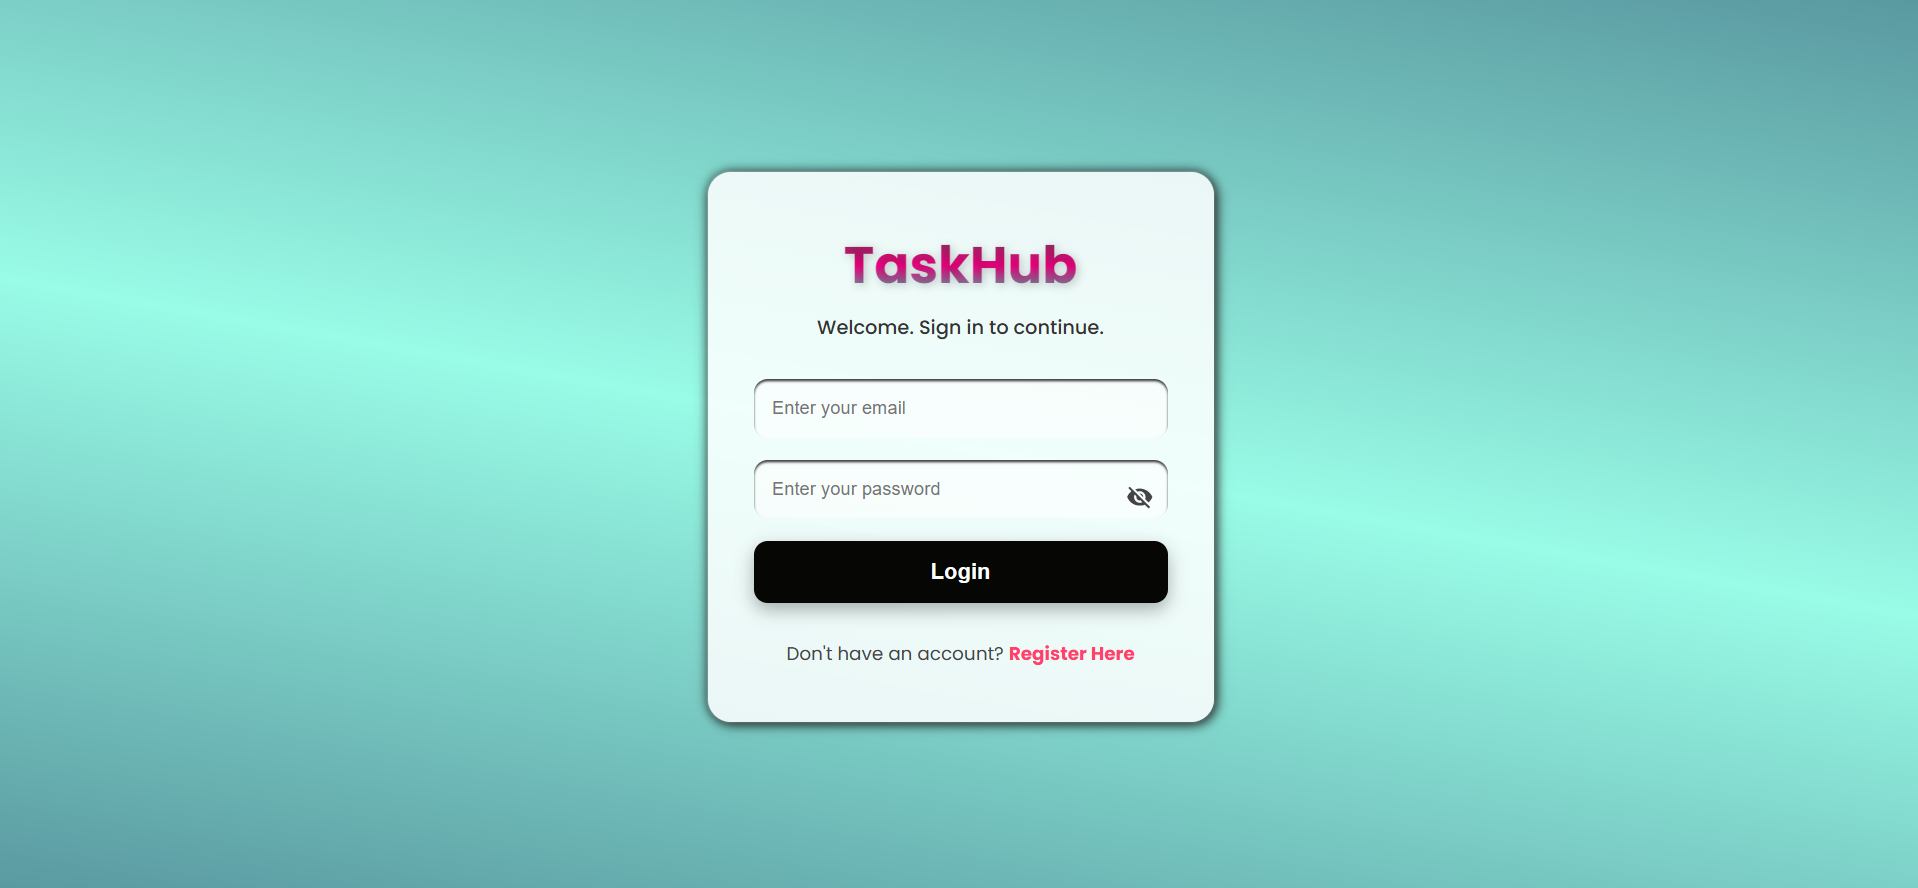 TaskHub
Welcome. Sign in to continue.
Enter your email
Enter your password
Login
Don't have an account? Register Here